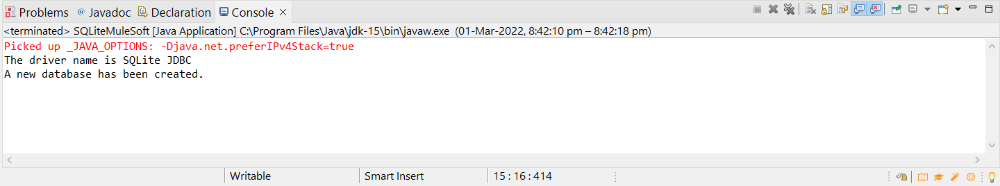 Problems @ Javadoc Declaration Console
<terminated> SQLiteMuleSoft [Java Application] C:\Program Files\Java\jdk-15\bin\javaw.exe (01-Mar-2022, 8:42:10 pm – 8:42:18 pm)
Picked up _JAVA_OPTIONS: -Djava.net.preferIPv4Stack=true
The driver name is SQLite JDBC
A new database has been created.
Writable Smart Insert 15 : 16 : 414